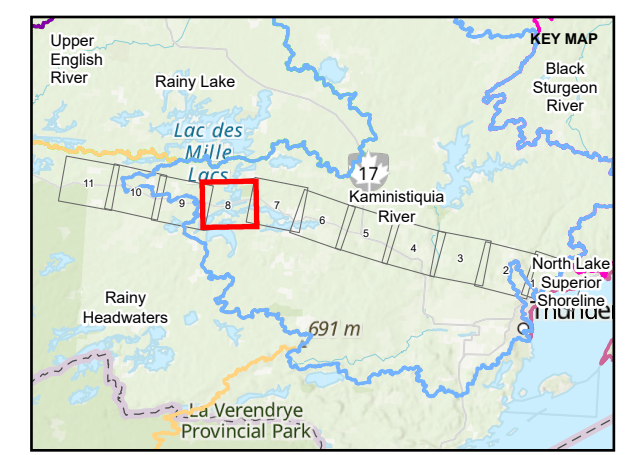 Upper
English
River
KEY MAP
Rainy Lake
Black
Sturgeon
River
Lac des
Mille
Lacs
17
11
10
9
8
7
6
5
4
3
2
Kaministiquia
River
North Lake
Superior
Shoreline
Rainy
Headwaters
691 m
La Verendrye
Provincial Park